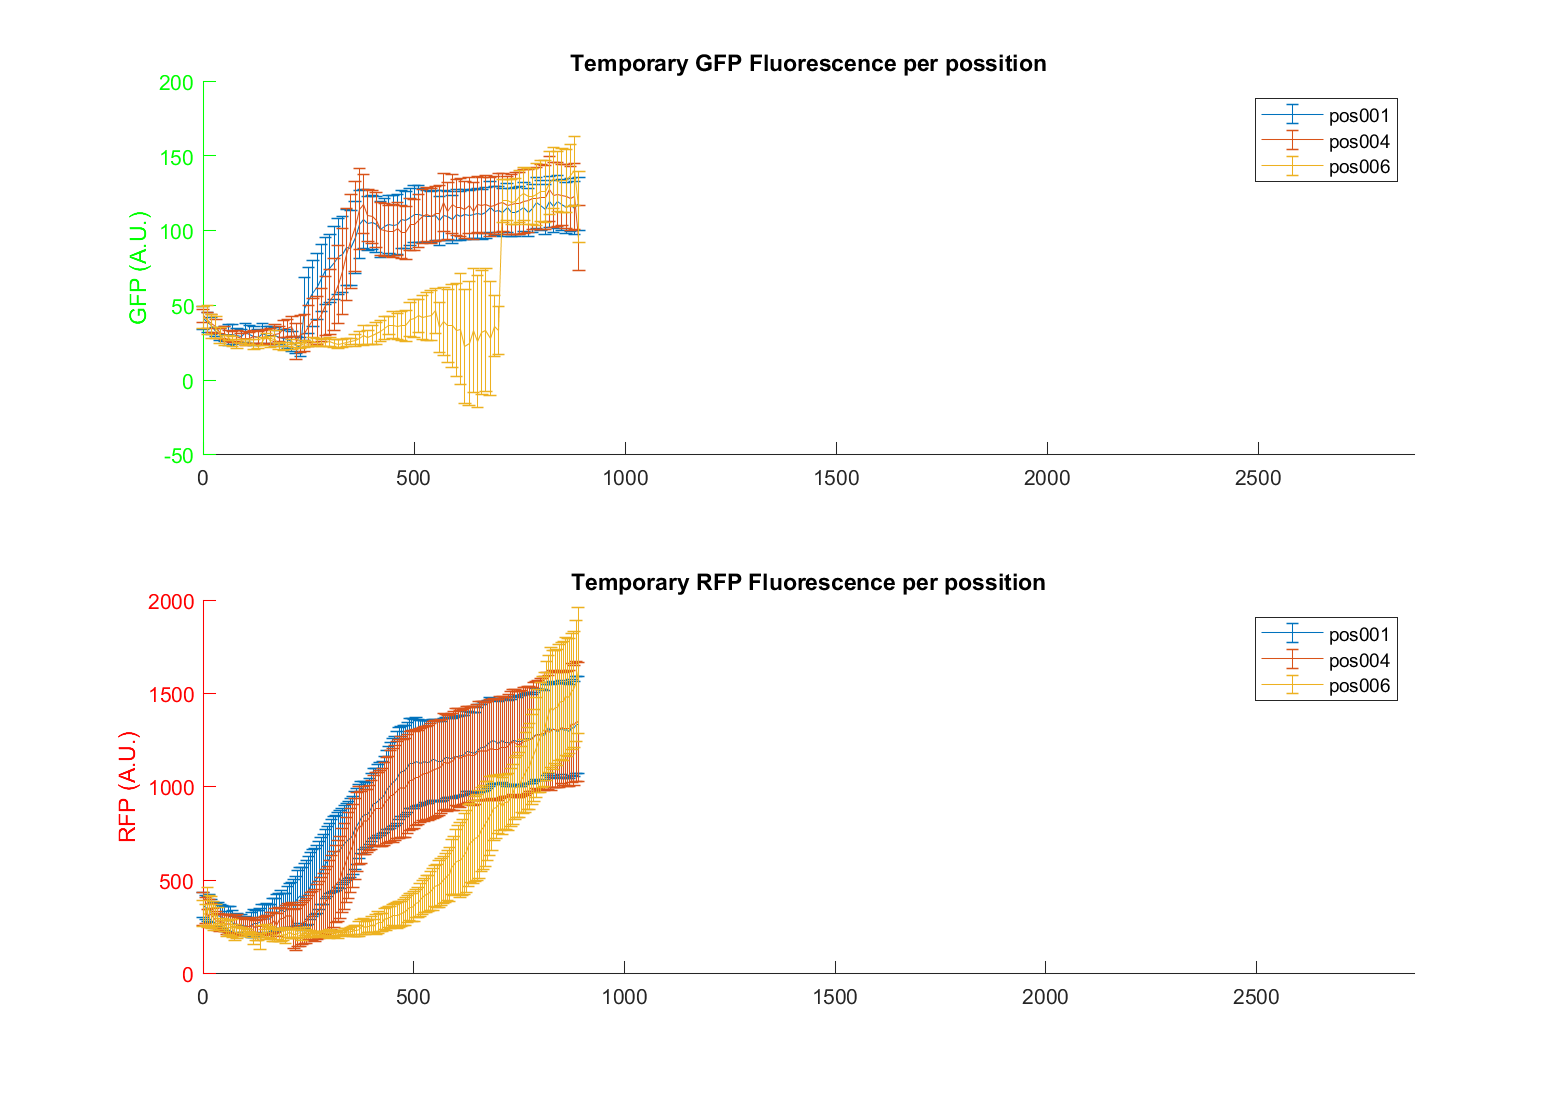 Temporary GFP Fluorescence per possition
200
150
100
50
0
-50
GFP (A.U.)
0 500 1000 1500 2000 2500
pos001
pos004
pos006
Temporary RFP Fluorescence per possition
2000
1500
1000
500
0
RFP (A.U.)
0 500 1000 1500 2000 2500
pos001
pos004
pos006